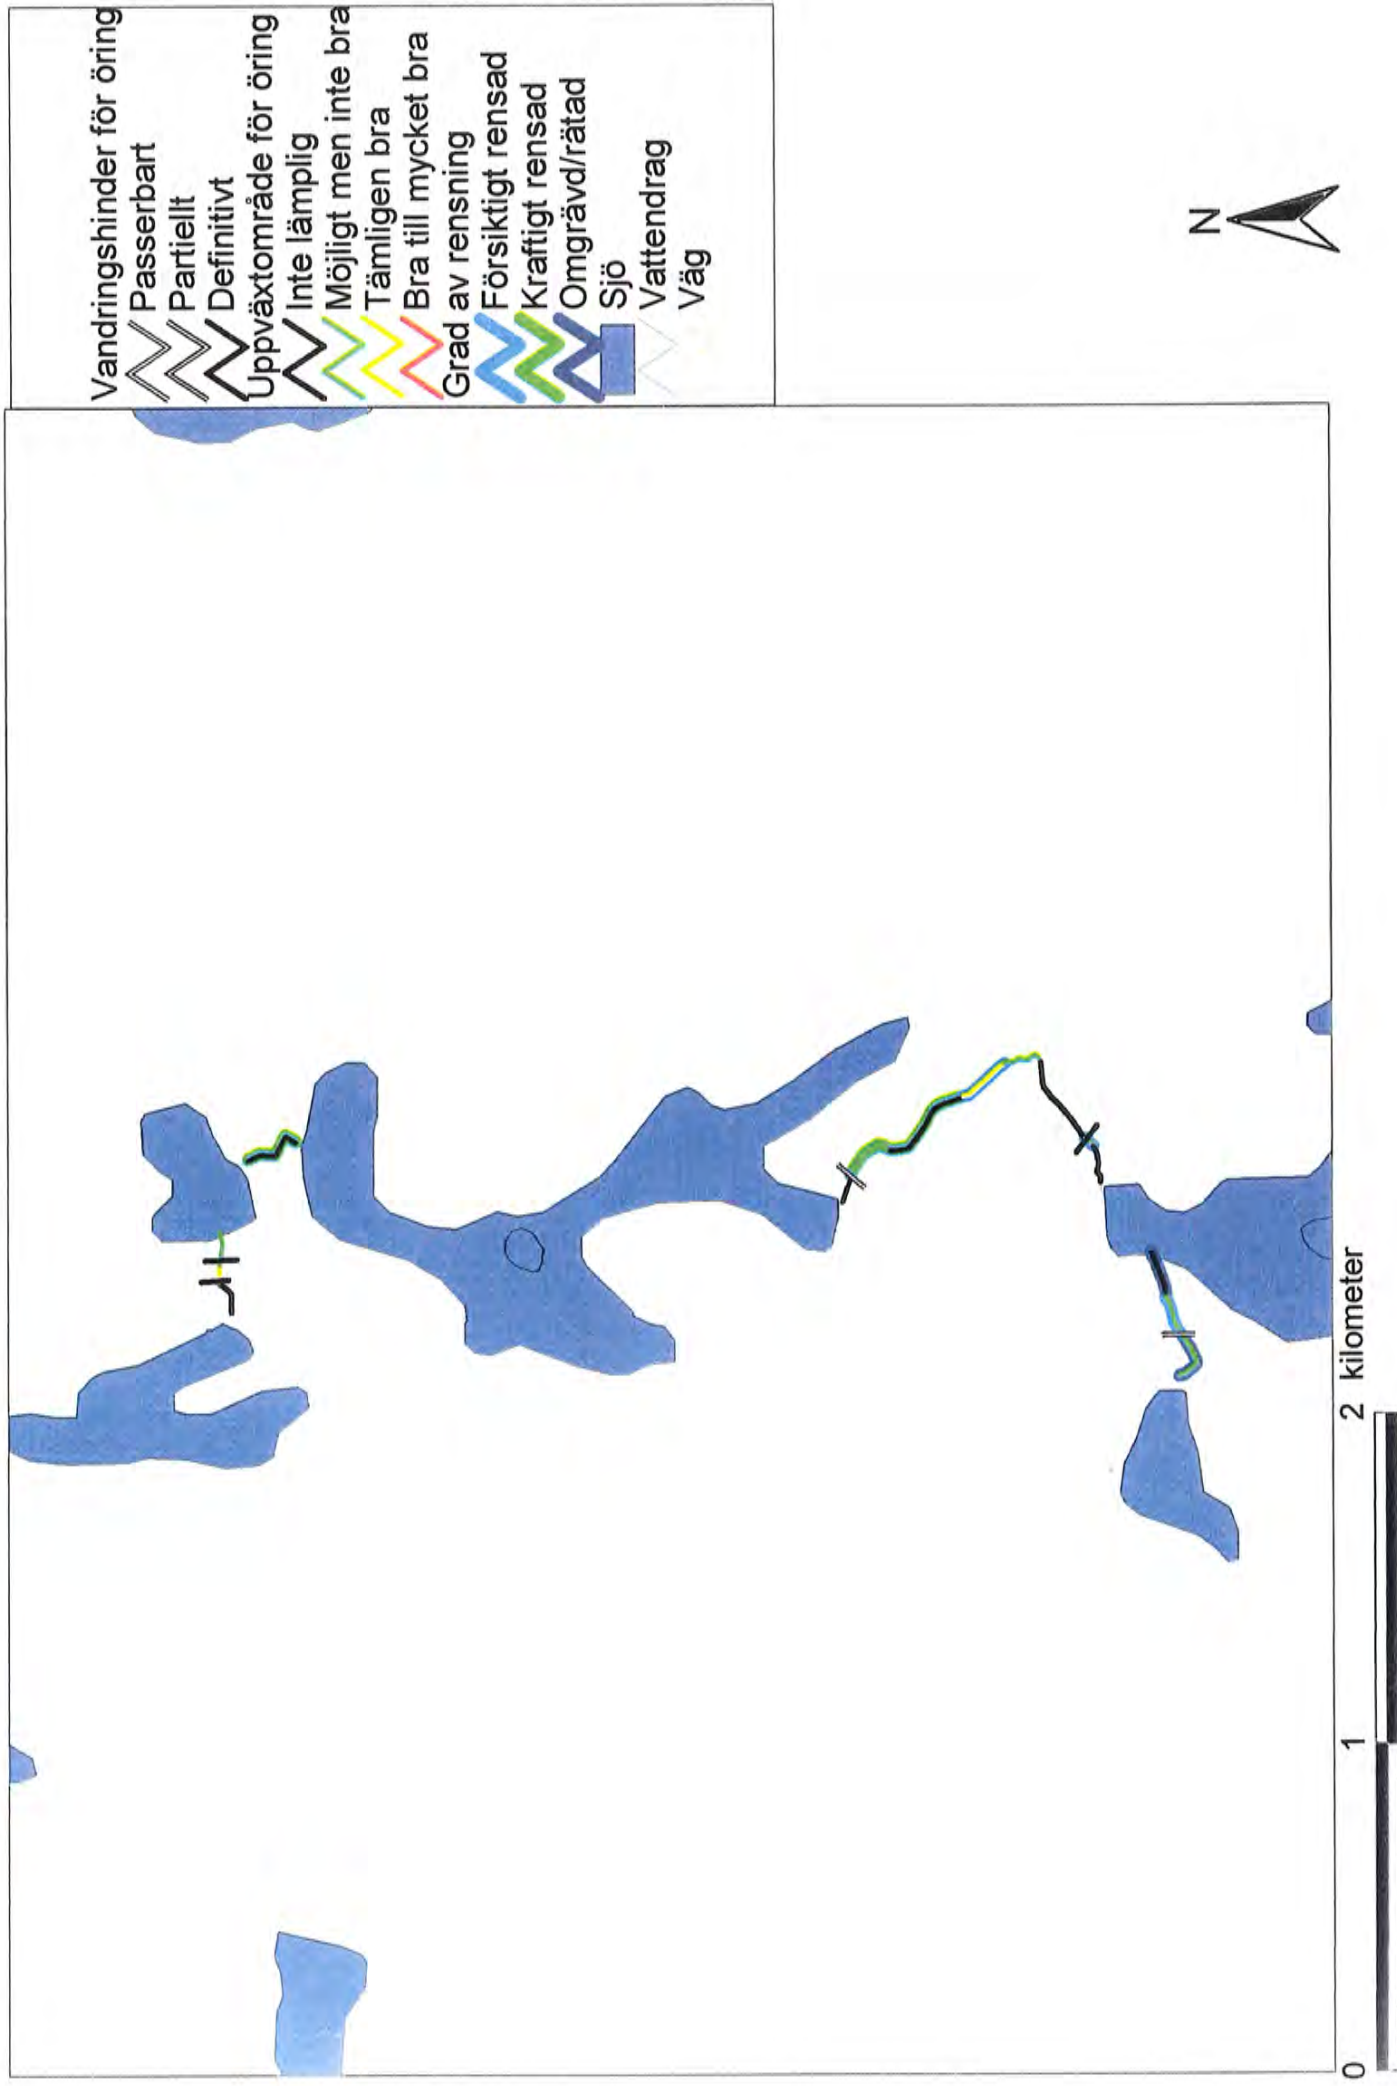 Vandringshinder för öring
Passerbart
Partiellt
Definitivt
Uppväxtområde för öring
Inte lämplig
Möjligt men inte bra
Tämligen bra
Bra till mycket bra
Grad av rensning
Försiktigt rensad
Kraftigt rensad
Omgrävd/rätad
Sjö
Vattendrag
Väg
N
0 1 2 kilometer